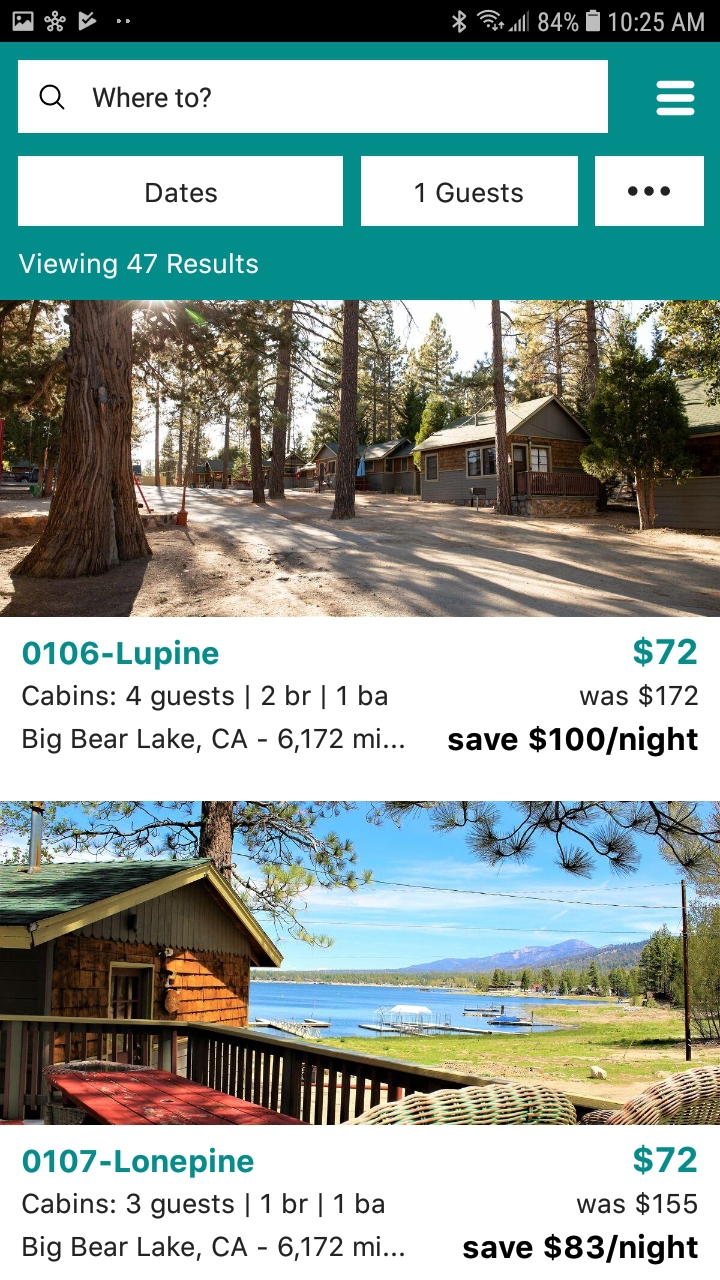 84% 10:25 AM
Where to?
Dates
1 Guests
Viewing 47 Results
0106-Lupine
$72
Cabins: 4 guests | 2 br | 1 ba
was $172
Big Bear Lake, CA - 6,172 mi...
save $100/night
0107-Lonepine
$72
Cabins: 3 guests | 1 br | 1 ba
was $155
Big Bear Lake, CA - 6,172 mi...
save $83/night